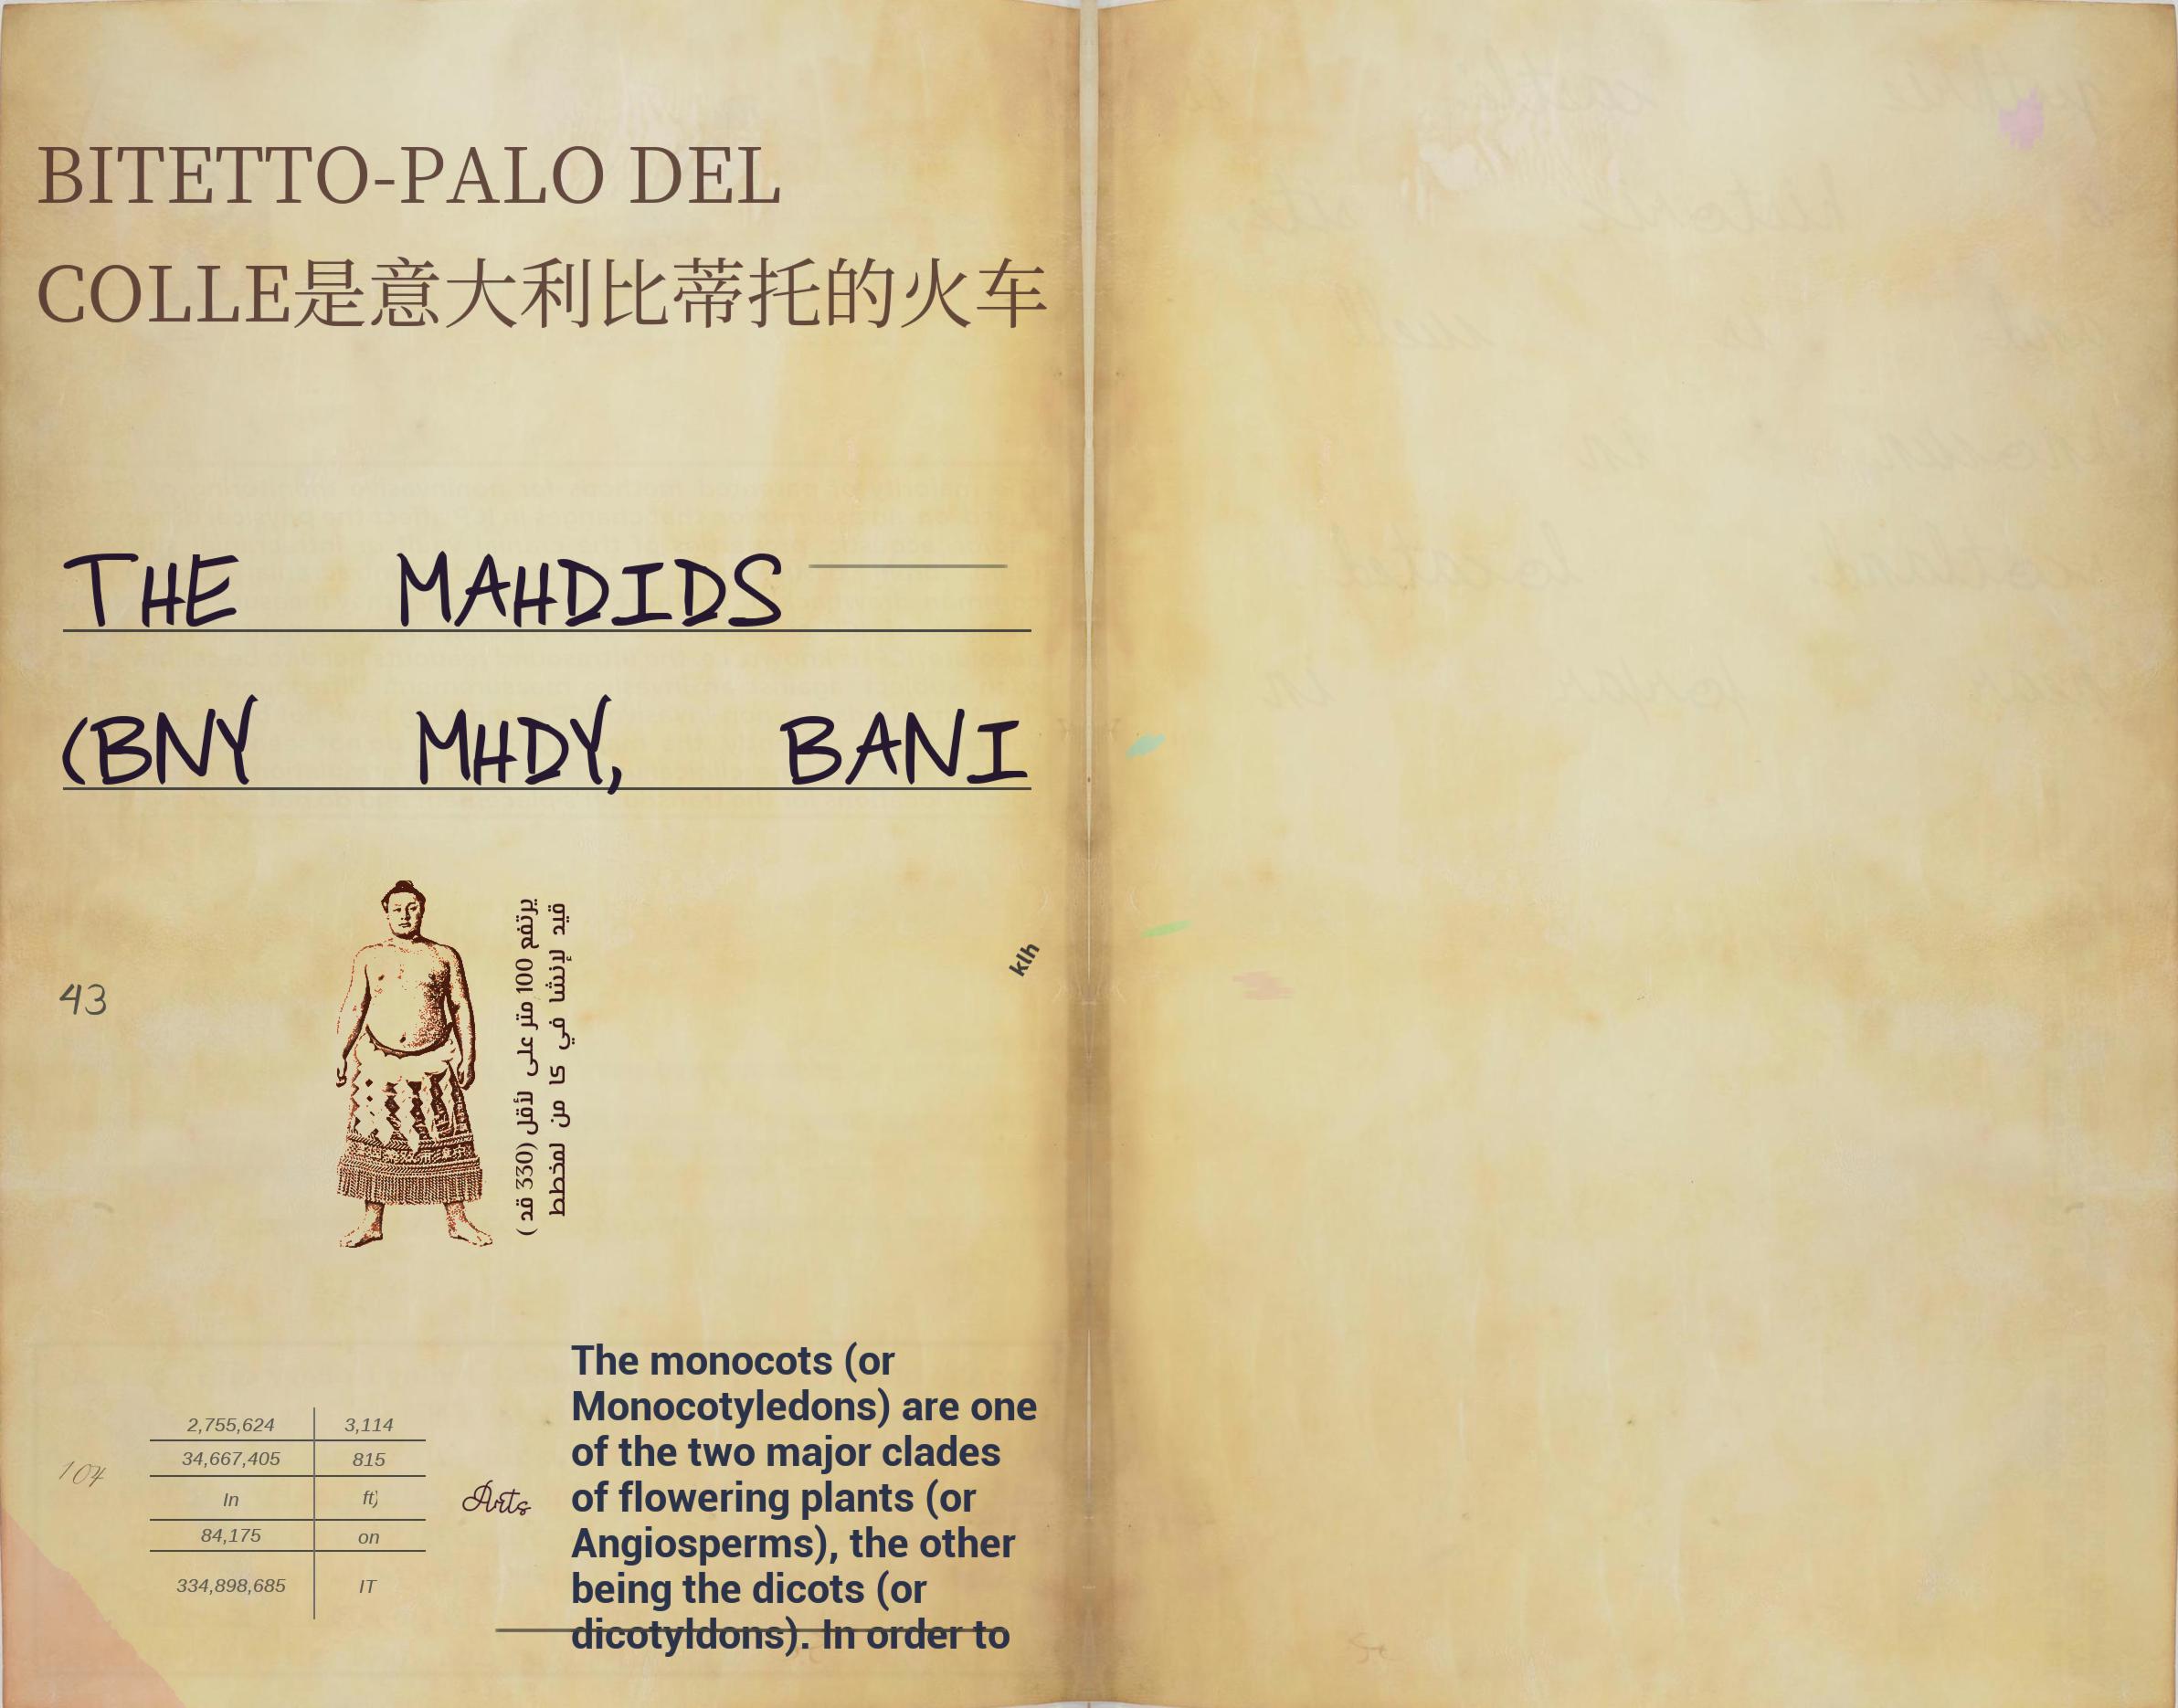 BITETTO-PALO DEL
COLLE是意大利比蒂托的火车
THE MAHDIDS
(BNY MHDY, BANI
يرتفع 100 متر على لأقل (330 قد )
قيد لإنشا في كا من لمخطط
klh
43
104
2,755,624 3,114
34,667,405 815
In ft)
84,175 on
334,898,685 IT
Arts
The monocots (or
Monocotyledons) are one
of the two major clades
of flowering plants (or
Angiosperms), the other
being the dicots (or
dicotyldons). In order to